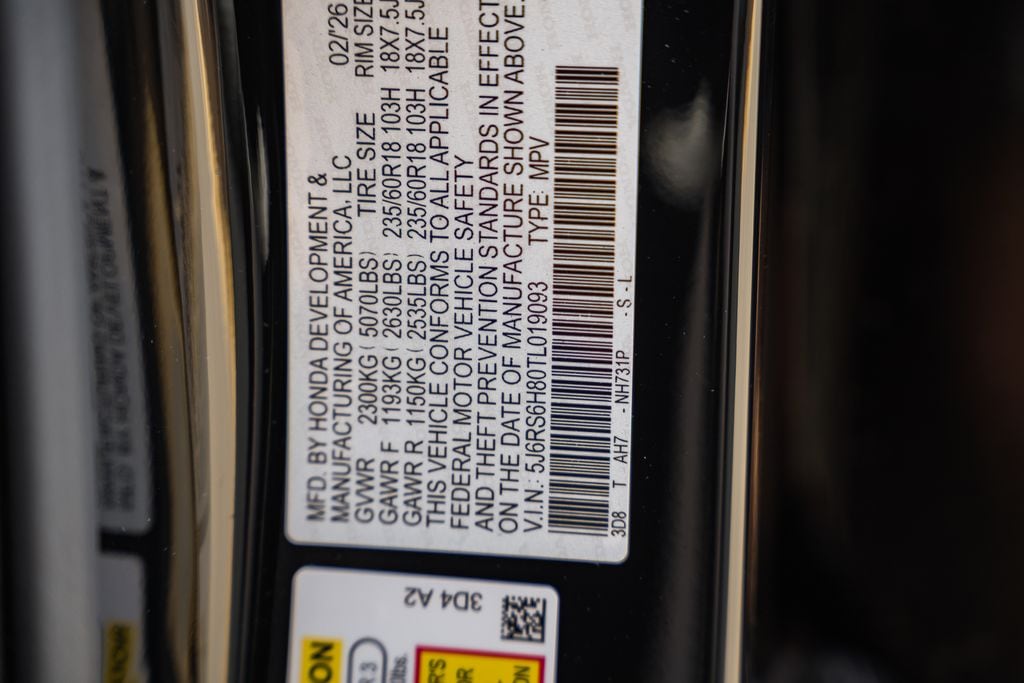 MFD. BY HONDA DEVELOPMENT &
MANUFACTURING OF AMERICA, LLC 02/'26
GVWR 2300KG ( 5070LBS) TIRE SIZE RIM SIZE
GAWR F 1193KG ( 2630LBS) 235/60R18 103H 18X7.5J
GAWR R 1150KG ( 2535LBS) 235/60R18 103H 18X7.5J
THIS VEHICLE CONFORMS TO ALL APPLICABLE
FEDERAL MOTOR VEHICLE SAFETY
AND THEFT PREVENTION STANDARDS IN EFFECT
ON THE DATE OF MANUFACTURE SHOWN ABOVE.
V.I.N.: 5J6RS6H80TL019093 TYPE: MPV
3D8 T AH7 -NH731P -S-L
3D4 A2